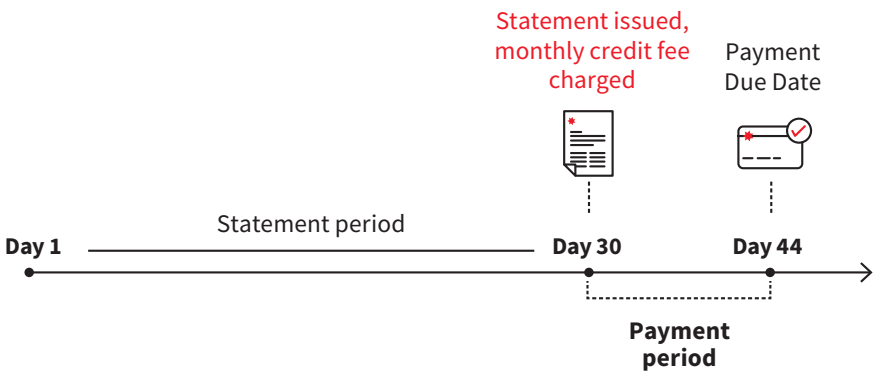 Statement issued,
monthly credit fee
charged
Payment
Due Date
Statement period
Day 1
Day 30
Day 44
Payment
period